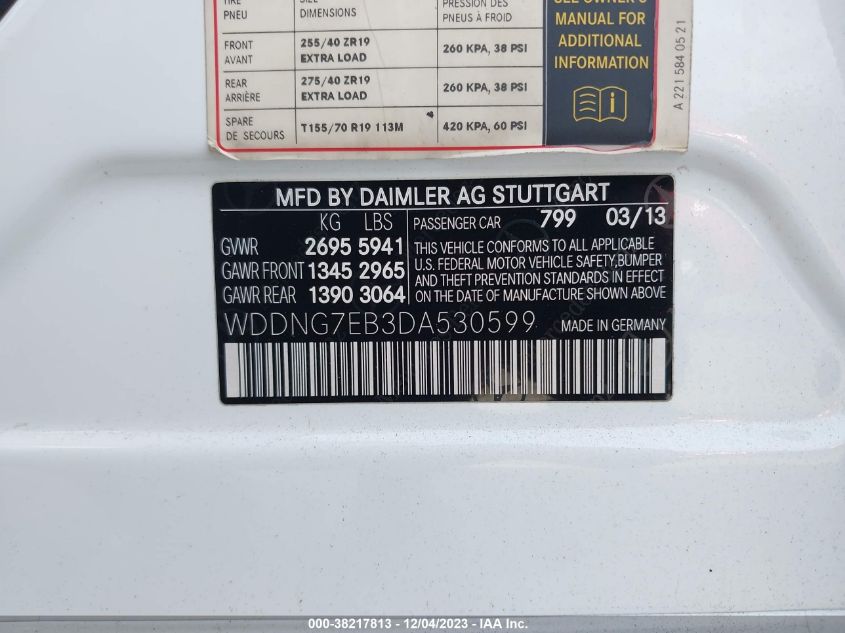 TIRE SIZE PRESSION DES
PNEU DIMENSIONS PNEUS À FROID
FRONT 255/40 ZR19 260 KPA, 38 PSI
AVANT EXTRA LOAD
REAR 275/40 ZR19 260 KPA, 38 PSI
ARRIÈRE EXTRA LOAD
SPARE T155/70 R19 113M 420 KPA, 60 PSI
DE SECOURS
SEE OWNER'S
MANUAL FOR
ADDITIONAL
INFORMATION
A 221 584 05 21
MFD BY DAIMLER AG STUTTGART
KG LBS PASSENGER CAR 799 03/13
GVWR 2695 5941
GAWR FRONT 1345 2965
GAWR REAR 1390 3064
THIS VEHICLE CONFORMS TO ALL APPLICABLE
U.S. FEDERAL MOTOR VEHICLE SAFETY,BUMPER
AND THEFT PREVENTION STANDARDS IN EFFECT
ON THE DATE OF MANUFACTURE SHOWN ABOVE
WDDNG7EB3DA530599 MADE IN GERMANY
000-38217813 - 12/04/2023 - IAA Inc.